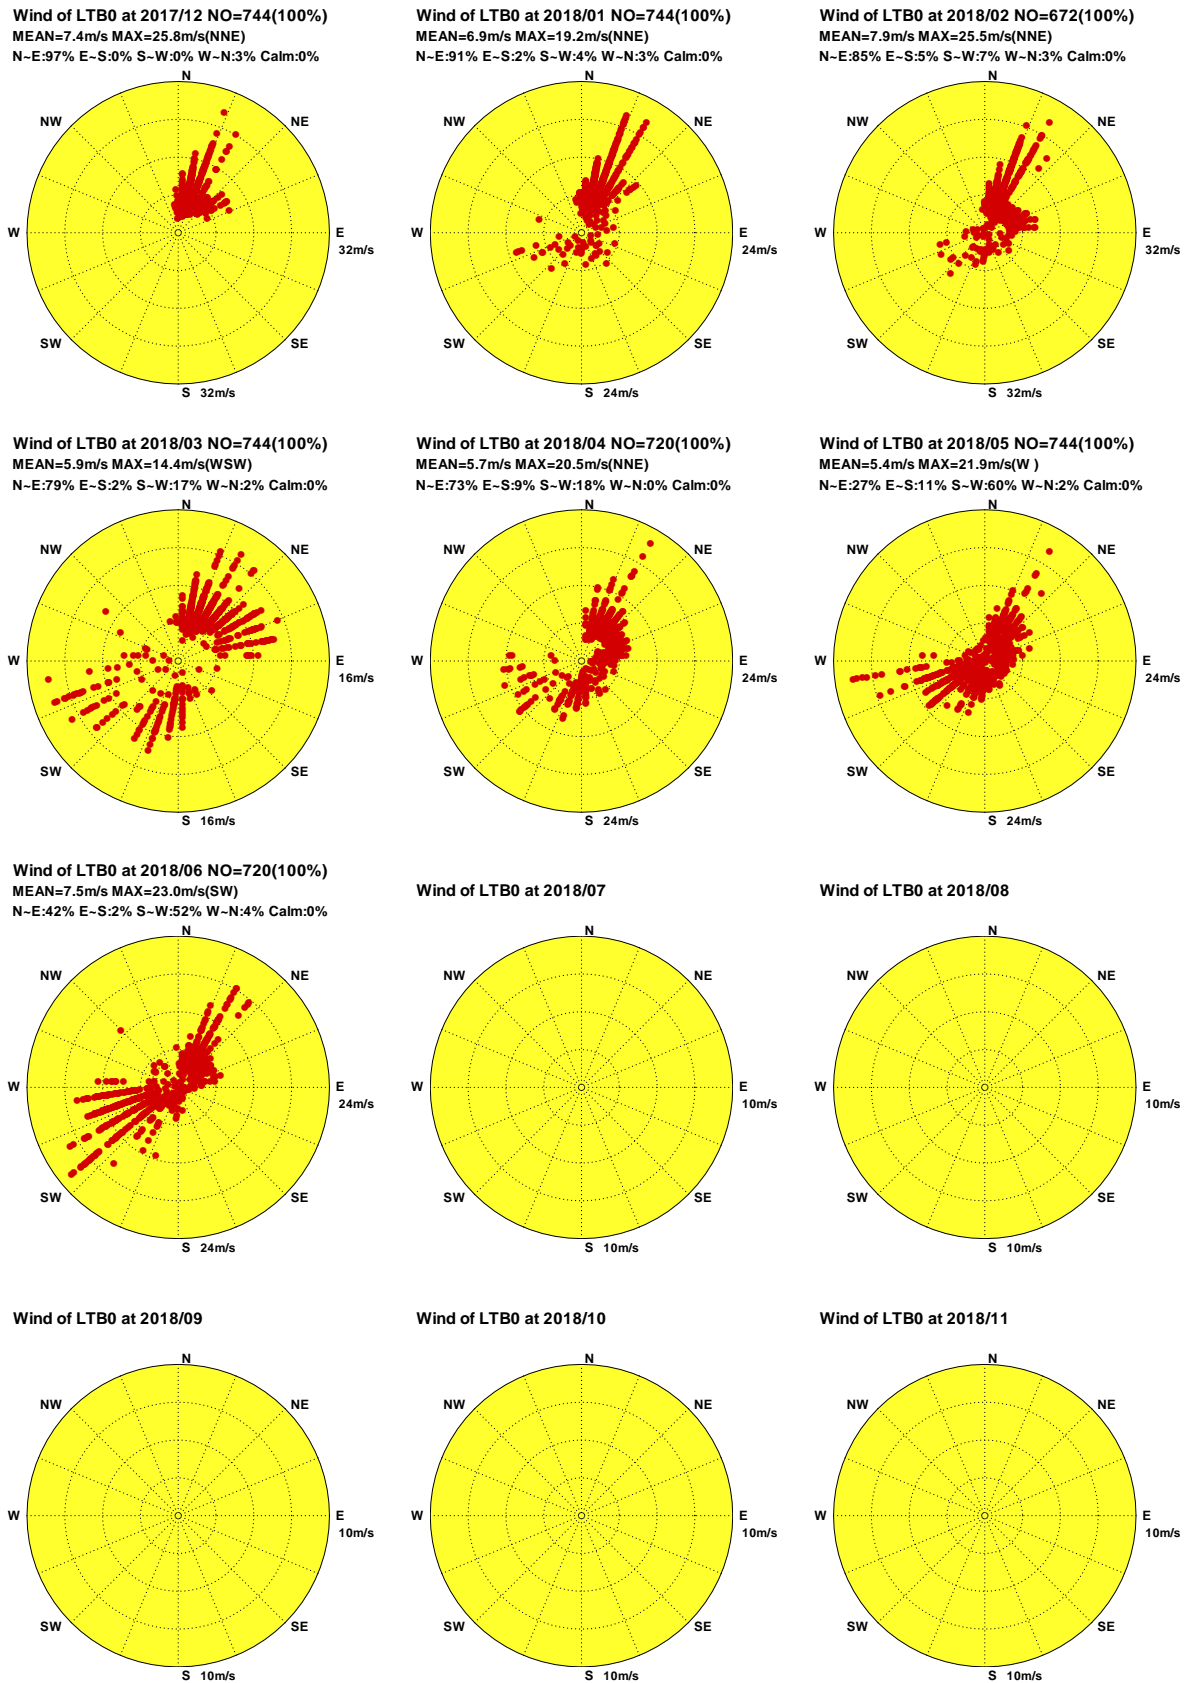 Wind of LTB0 at 2017/12 NO=744(100%)
MEAN=7.4m/s MAX=25.8m/s(NNE)
N~E:97% E~S:0% S~W:0% W~N:3% Calm:0%
N
NW
NE
W
E
32m/s
SW
SE
S 32m/s
Wind of LTB0 at 2018/01 NO=744(100%)
MEAN=6.9m/s MAX=19.2m/s(NNE)
N~E:91% E~S:2% S~W:4% W~N:3% Calm:0%
N
NW
NE
W
E
24m/s
SW
SE
S 24m/s
Wind of LTB0 at 2018/02 NO=672(100%)
MEAN=7.9m/s MAX=25.5m/s(NNE)
N~E:85% E~S:5% S~W:7% W~N:3% Calm:0%
N
NW
NE
W
E
32m/s
SW
SE
S 32m/s
Wind of LTB0 at 2018/03 NO=744(100%)
MEAN=5.9m/s MAX=14.4m/s(WSW)
N~E:79% E~S:2% S~W:17% W~N:2% Calm:0%
N
NW
NE
W
E
16m/s
SW
SE
S 16m/s
Wind of LTB0 at 2018/04 NO=720(100%)
MEAN=5.7m/s MAX=20.5m/s(NNE)
N~E:73% E~S:9% S~W:18% W~N:0% Calm:0%
N
NW
NE
W
E
24m/s
SW
SE
S 24m/s
Wind of LTB0 at 2018/05 NO=744(100%)
MEAN=5.4m/s MAX=21.9m/s(W )
N~E:27% E~S:11% S~W:60% W~N:2% Calm:0%
N
NW
NE
W
E
24m/s
SW
SE
S 24m/s
Wind of LTB0 at 2018/06 NO=720(100%)
MEAN=7.5m/s MAX=23.0m/s(SW)
N~E:42% E~S:2% S~W:52% W~N:4% Calm:0%
N
NW
NE
W
E
24m/s
SW
SE
S 24m/s
Wind of LTB0 at 2018/07
N
NW
NE
W
E
10m/s
SW
SE
S 10m/s
Wind of LTB0 at 2018/08
N
NW
NE
W
E
10m/s
SW
SE
S 10m/s
Wind of LTB0 at 2018/09
N
NW
NE
W
E
10m/s
SW
SE
S 10m/s
Wind of LTB0 at 2018/10
N
NW
NE
W
E
10m/s
SW
SE
S 10m/s
Wind of LTB0 at 2018/11
N
NW
NE
W
E
10m/s
SW
SE
S 10m/s